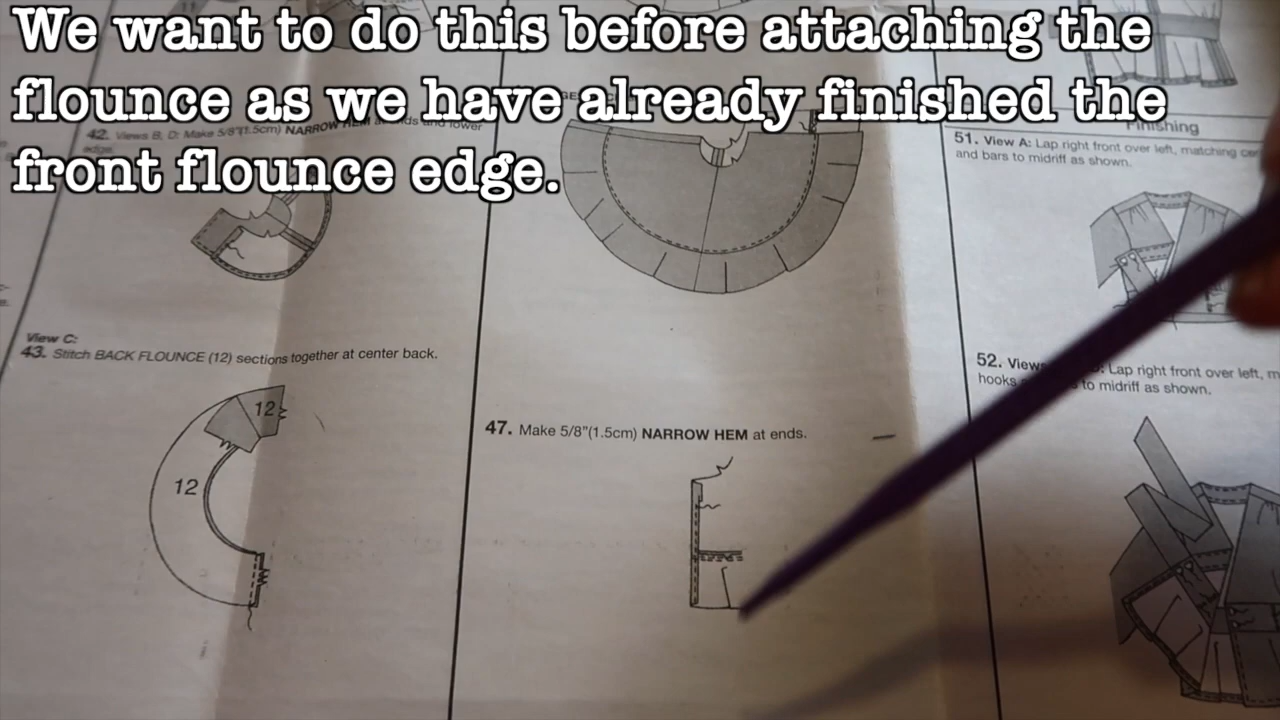 We want to do this before attaching the
flounce as we have already finished the
front flounce edge.
42. Views B, D: Make 5/8"(1.5cm) NARROW HEM at ends and lower
edge.
View C:
43. Stitch BACK FLOUNCE (12) sections together at center back.
12
12
47. Make 5/8"(1.5cm) NARROW HEM at ends.
Finishing
51. View A: Lap right front over left, matching
and bars to midriff as shown.
52. Views Lap right front over left,
hooks to midriff as shown.